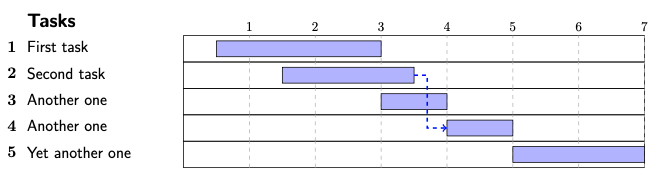 Tasks
1 2 3 4 5 6 7
1 First task
2 Second task
3 Another one
4 Another one
5 Yet another one